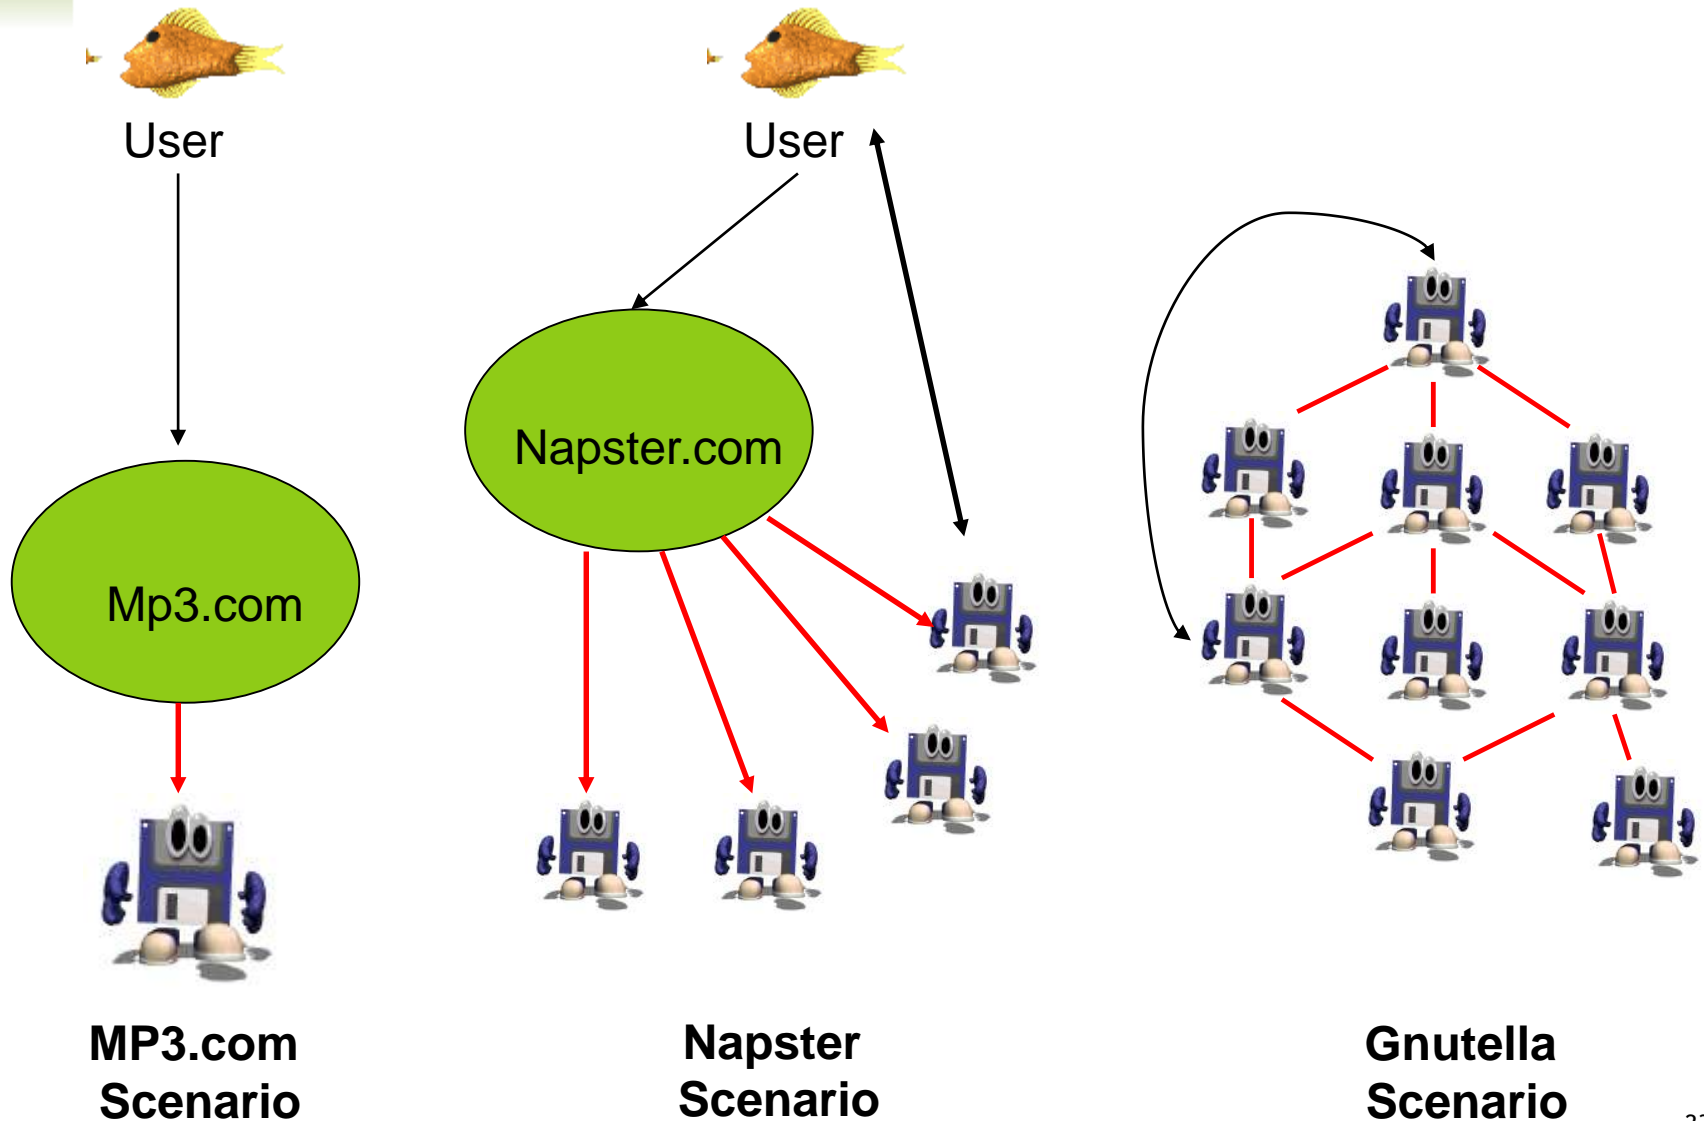 User
User
Napster.com
Mp3.com
MP3.com
Scenario
Napster
Scenario
Gnutella
Scenario